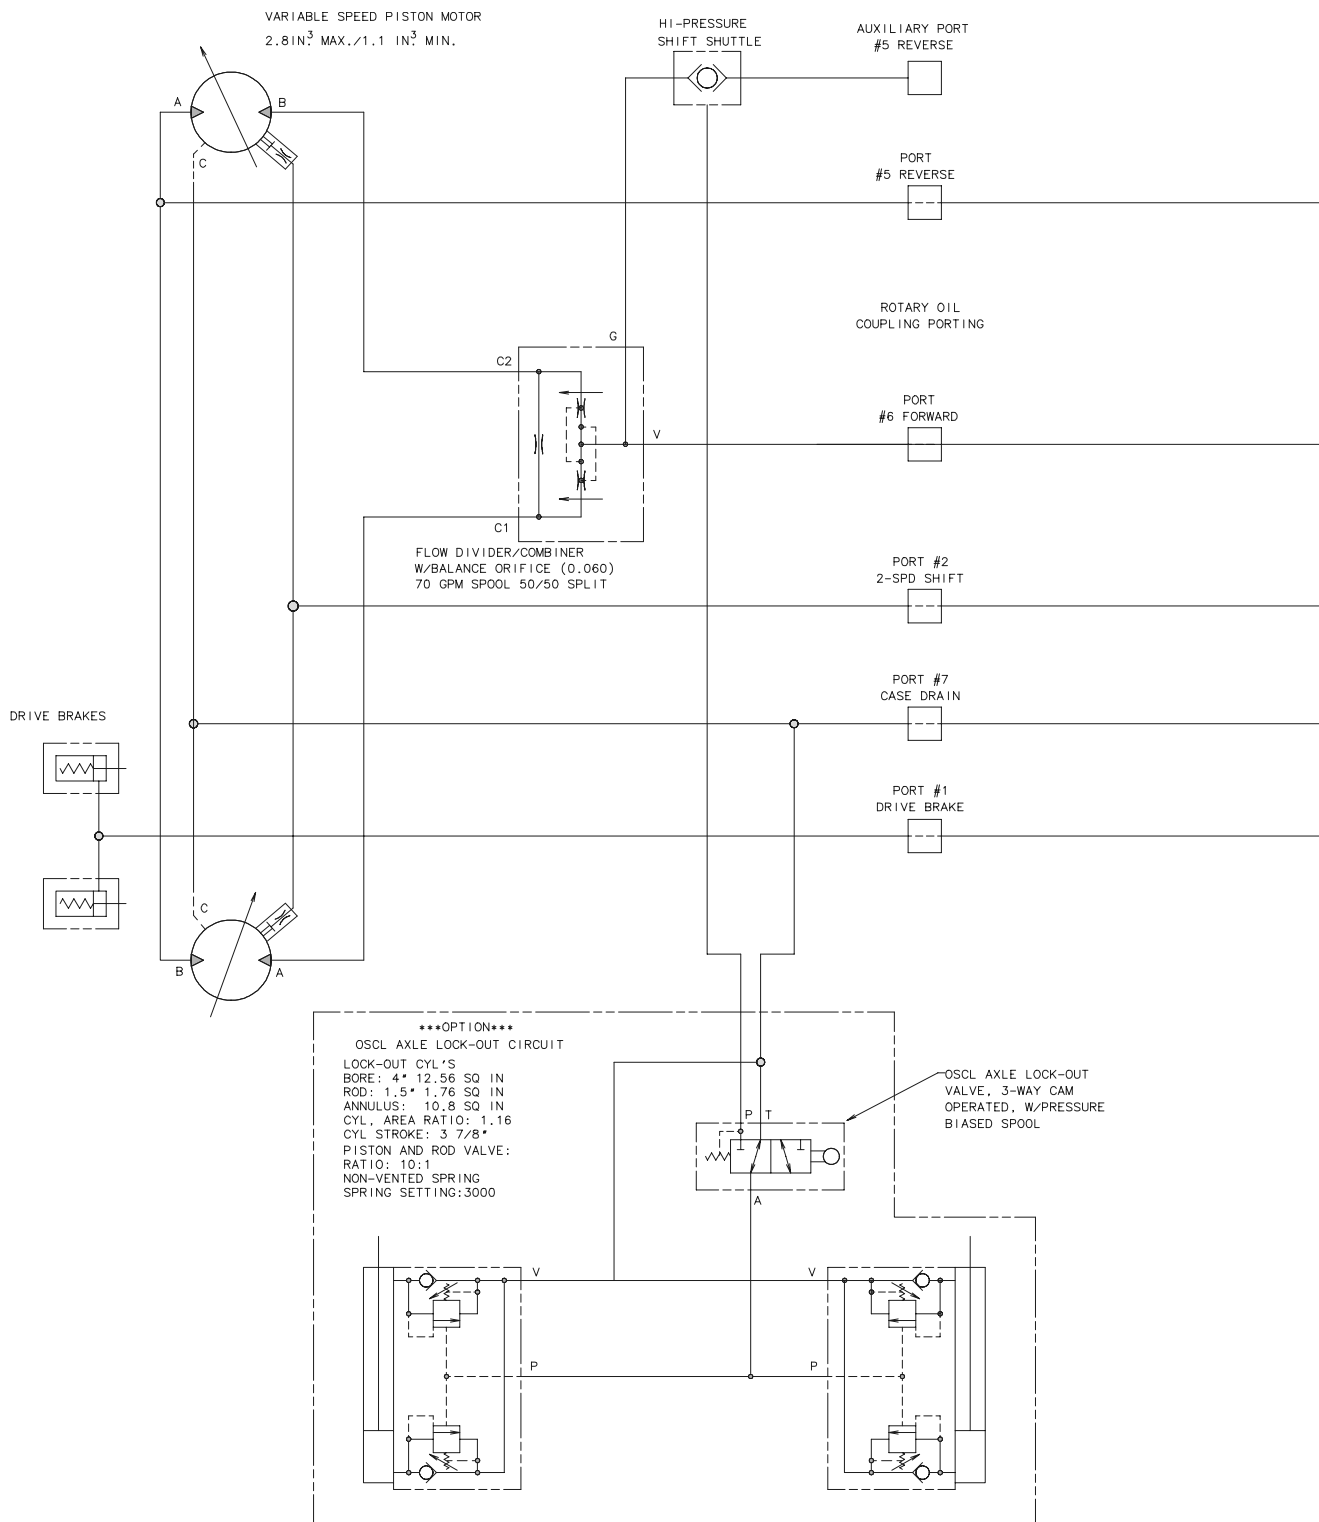 VARIABLE SPEED PISTON MOTOR
2.8IN.³ MAX./1.1 IN.³ MIN.
HI-PRESSURE
SHIFT SHUTTLE
AUXILIARY PORT
#5 REVERSE
A
B
C
PORT
#5 REVERSE
ROTARY OIL
COUPLING PORTING
G
C2
PORT
#6 FORWARD
V
C1
FLOW DIVIDER/COMBINER
W/BALANCE ORIFICE (0.060)
70 GPM SPOOL 50/50 SPLIT
PORT #2
2-SPD SHIFT
PORT #7
CASE DRAIN
DRIVE BRAKES
PORT #1
DRIVE BRAKE
C
B
A
***OPTION***
OSCL AXLE LOCK-OUT CIRCUIT
LOCK-OUT CYL'S
BORE: 4" 12.56 SQ IN
ROD: 1.5" 1.76 SQ IN
ANNULUS: 10.8 SQ IN
CYL, AREA RATIO: 1.16
CYL STROKE: 3 7/8"
PISTON AND ROD VALVE:
RATIO: 10:1
NON-VENTED SPRING
SPRING SETTING:3000
OSCL AXLE LOCK-OUT
VALVE, 3-WAY CAM
OPERATED, W/PRESSURE
BIASED SPOOL
P T
A
V
V
P
P